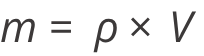 m = ρ × V